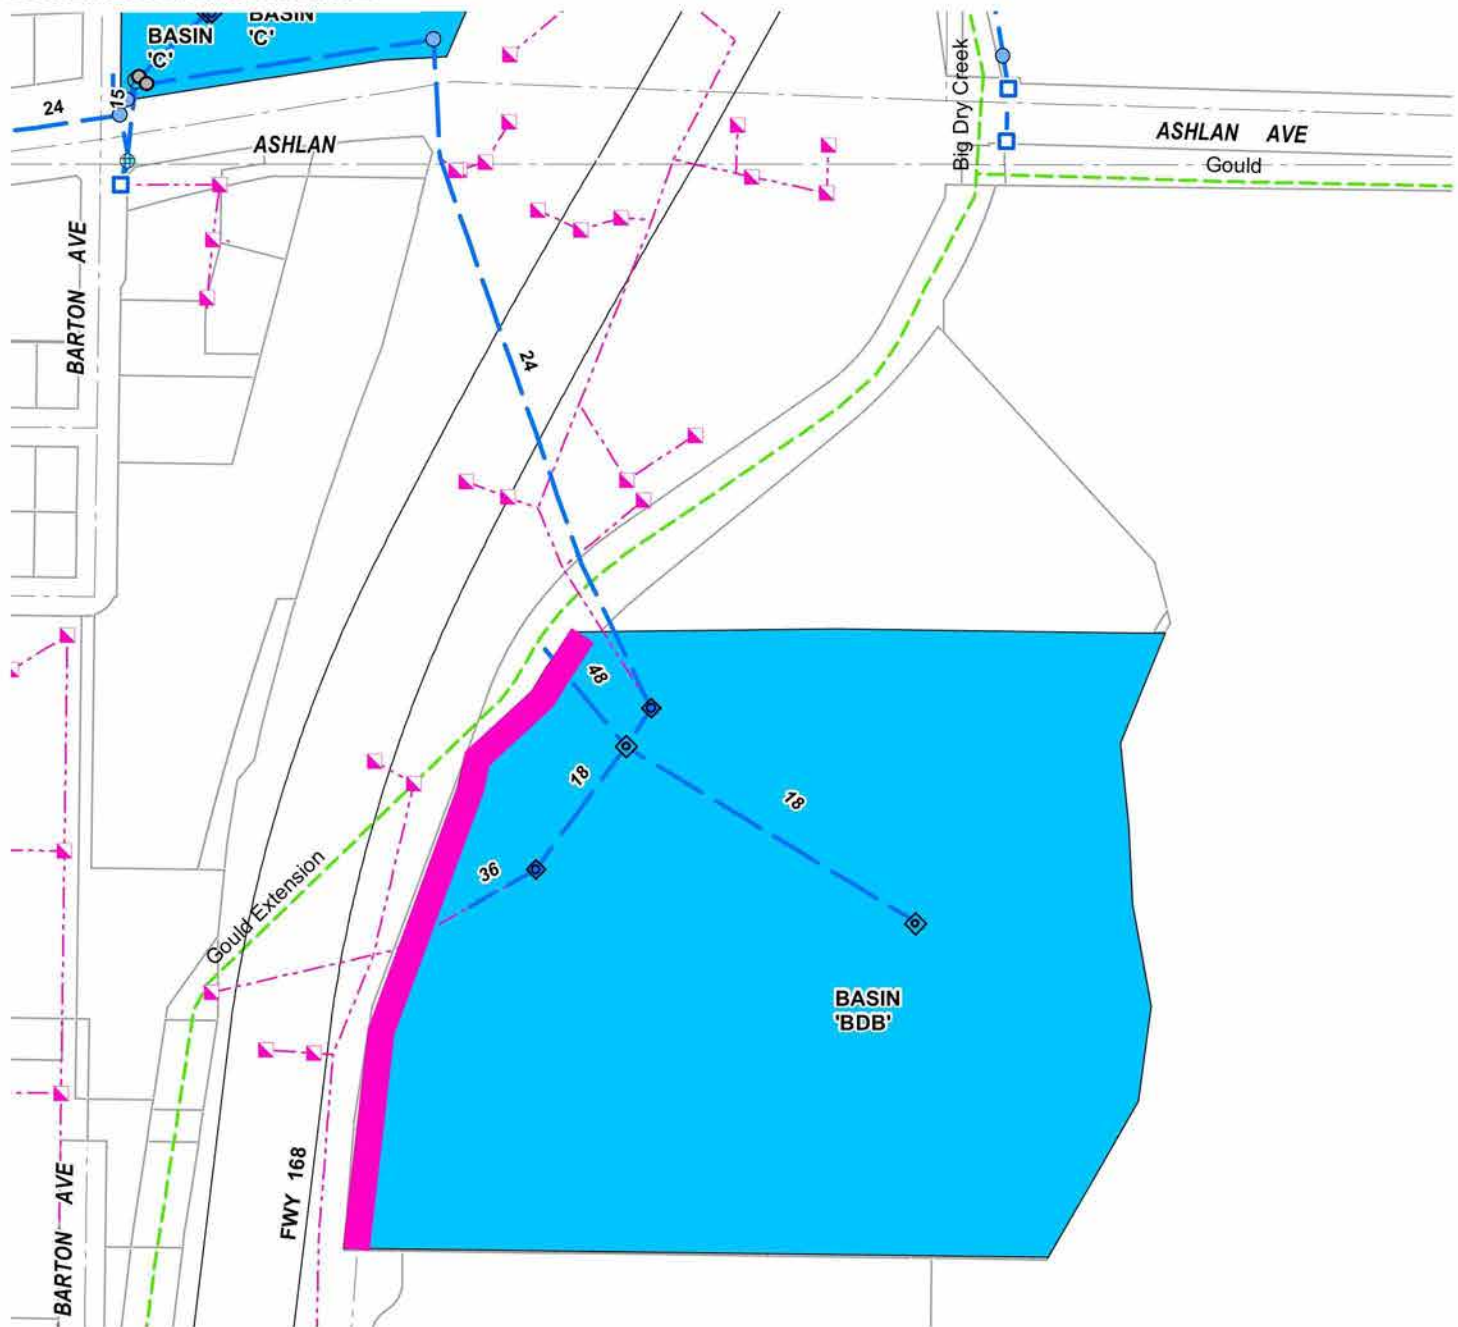 BASIN
'C'
BASIN
'C'
24
15
ASHLAN
Big Dry Creek
ASHLAN AVE
Gould
BARTON AVE
24
48
18
18
36
Gould Extension
BASIN
'BDB'
FWY 168
BARTON AVE